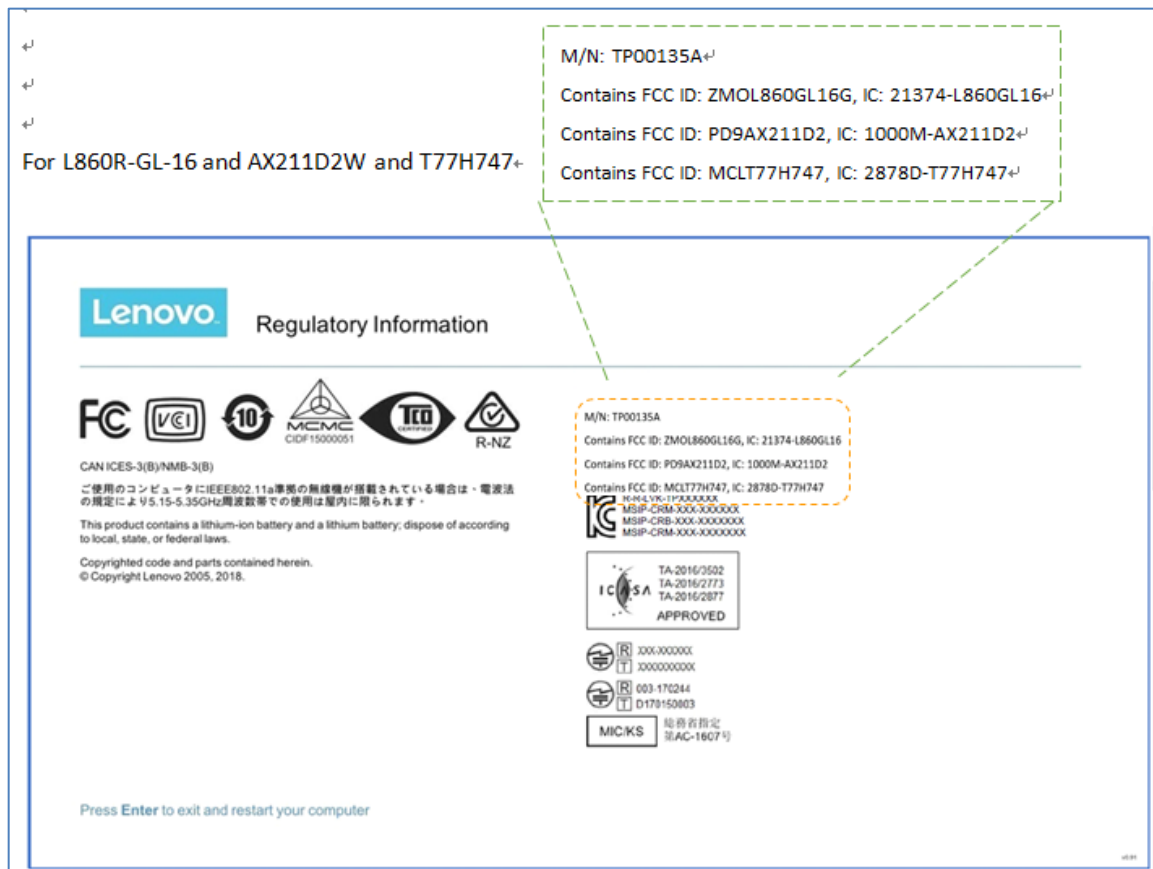 M/N: TP00135A↵
Contains FCC ID: ZMOL860GL16G, IC: 21374-L860GL16↵
Contains FCC ID: PD9AX211D2, IC: 1000M-AX211D2↵
Contains FCC ID: MCLT77H747, IC: 2878D-T77H747↵
For L860R-GL-16 and AX211D2W and T77H747↵
Lenovo
Regulatory Information
FC
VCI
10
MCMC
CIDF15000051
TCO
CERTIFIED
R-NZ
CAN ICES-3(B)/NMB-3(B)
ご使用のコンピュータにIEEE802.11a準拠の無線機が搭載されている場合は、電波法
の規定により5.15-5.35GHz周波数帯での使用は屋内に限られます。
This product contains a lithium-ion battery and a lithium battery; dispose of according
to local, state, or federal laws.
Copyrighted code and parts contained herein.
© Copyright Lenovo 2005, 2018.
M/N: TP00135A
Contains FCC ID: ZMOL860GL16G, IC: 21374-L860GL16
Contains FCC ID: PD9AX211D2, IC: 1000M-AX211D2
Contains FCC ID: MCLT77H747, IC: 2878D-T77H747
R-R-LVK-TPXXXXXX
MSIP-CRM-XXX-XXXXXX
MSIP-CRB-XXX-XXXXXXX
MSIP-CRM-XXX-XXXXXXX
ICASA
TA-2016/3502
TA-2016/2773
TA-2016/2877
APPROVED
R XXX-XXXXXX
T XXXXXXXXXX
R 003-170244
T D170150003
MIC/KS
総務省指定
第AC-1607号
Press Enter to exit and restart your computer